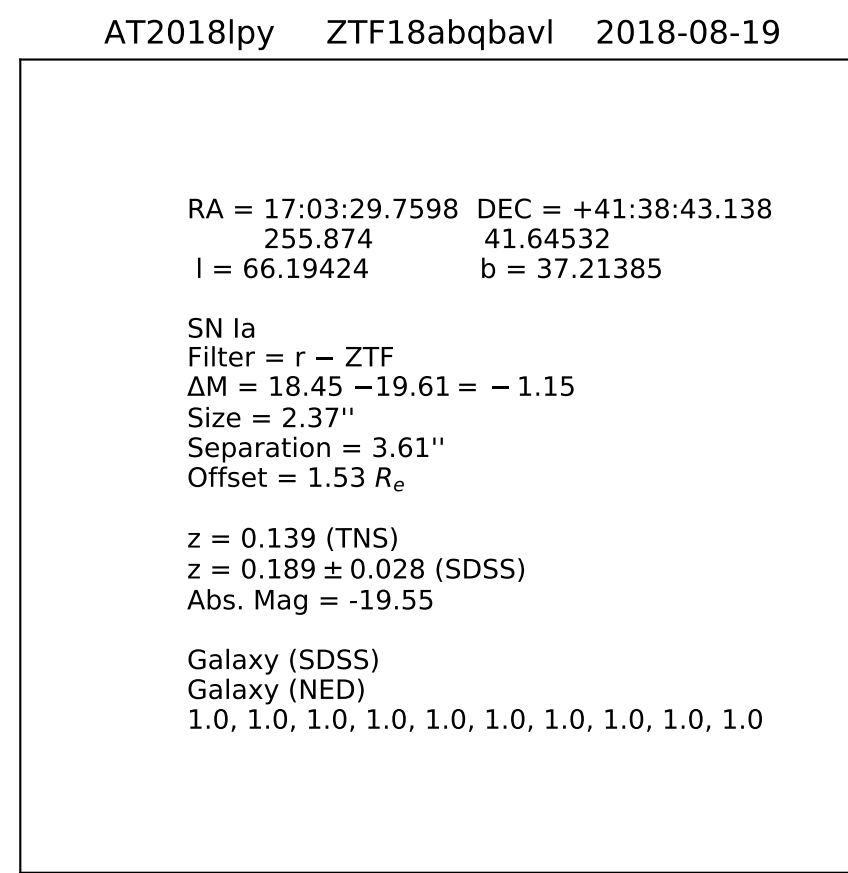 AT2018lpy ZTF18abqbavl 2018-08-19
RA = 17:03:29.7598 DEC = +41:38:43.138
255.874 41.64532
l = 66.19424 b = 37.21385
SN Ia
Filter = r − ZTF
ΔM = 18.45 −19.61 = −1.15
Size = 2.37''
Separation = 3.61''
Offset = 1.53 Rₑ
z = 0.139 (TNS)
z = 0.189 ± 0.028 (SDSS)
Abs. Mag = -19.55
Galaxy (SDSS)
Galaxy (NED)
1.0, 1.0, 1.0, 1.0, 1.0, 1.0, 1.0, 1.0, 1.0, 1.0